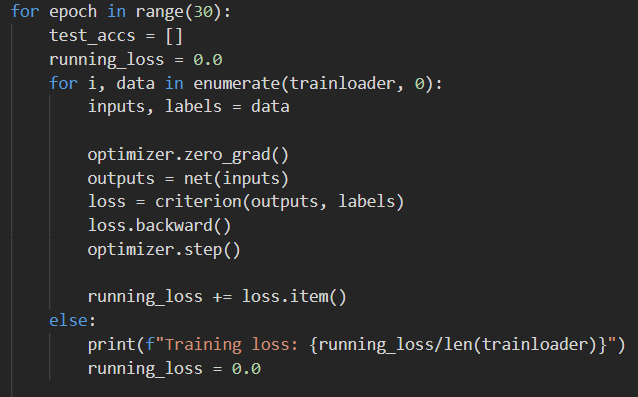 for epoch in range(30):
    test_accs = []
    running_loss = 0.0
    for i, data in enumerate(trainloader, 0):
        inputs, labels = data

        optimizer.zero_grad()
        outputs = net(inputs)
        loss = criterion(outputs, labels)
        loss.backward()
        optimizer.step()

        running_loss += loss.item()
    else:
        print(f"Training loss: {running_loss/len(trainloader)}")
        running_loss = 0.0